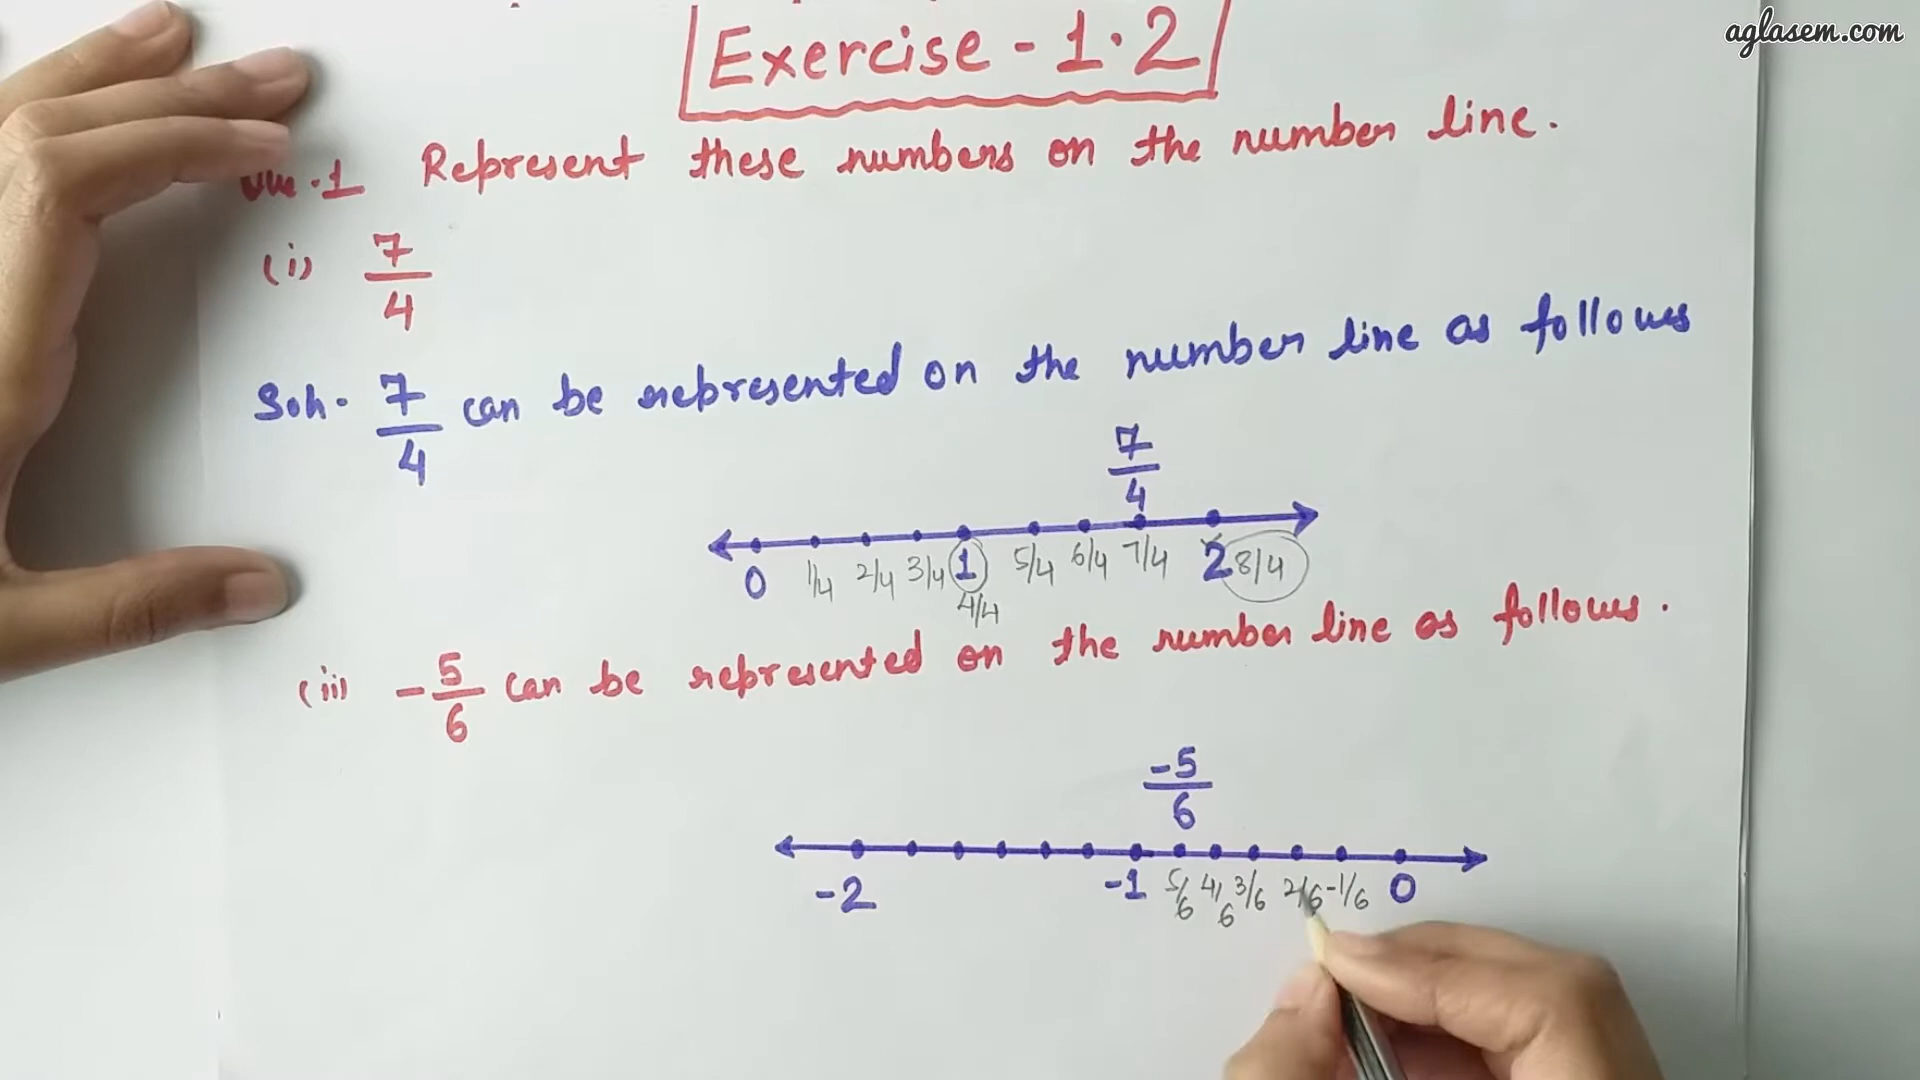 aglasem.com
Exercise - 1.2
Que.1 Represent these numbers on the number line.
(i) 7/4
Soln. 7/4 can be represented on the number line as follows
7/4
0 1/4 2/4 3/4 1 5/4 6/4 7/4 2 8/4
4/4
(ii) -5/6 can be represented on the number line as follows.
-5/6
-2 -1 5/6 4/6 3/6 2/6 -1/6 0